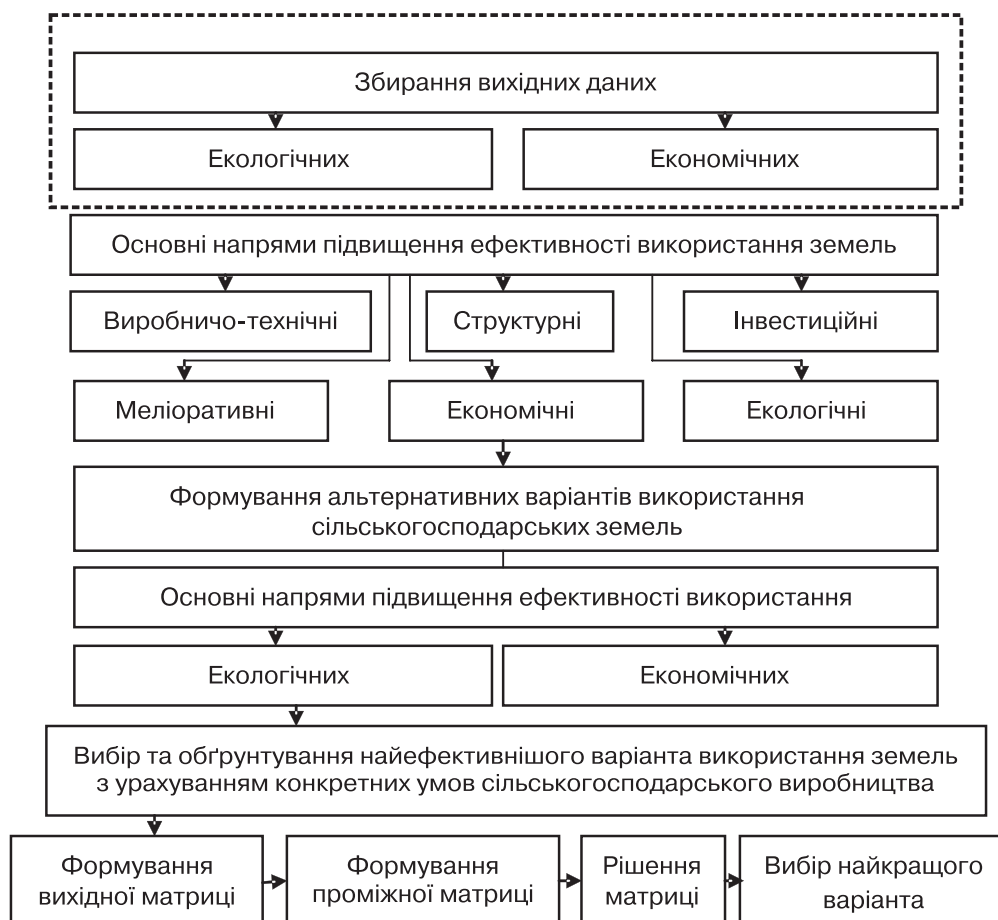 Збирання вихідних даних
Екологічних
Економічних
Основні напрями підвищення ефективності використання земель
Виробничо-технічні
Структурні
Інвестиційні
Меліоративні
Економічні
Екологічні
Формування альтернативних варіантів використання
сільськогосподарських земель
Основні напрями підвищення ефективності використання
Екологічних
Економічних
Вибір та обґрунтування найефективнішого варіанта використання земель
з урахуванням конкретних умов сільськогосподарського виробництва
Формування
вихідної матриці
Формування
проміжної матриці
Рішення
матриці
Вибір найкращого
варіанта